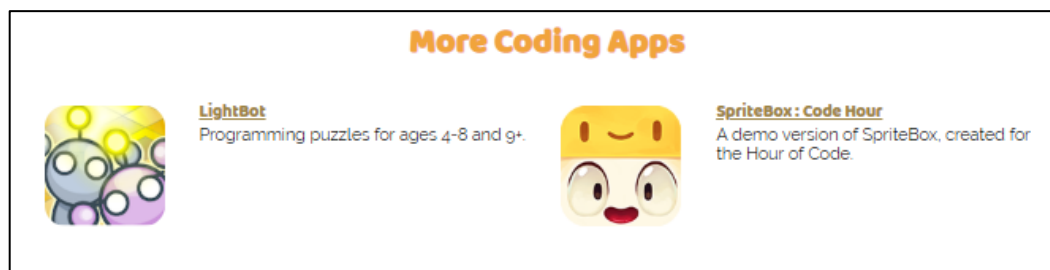 More Coding Apps
LightBot
Programming puzzles for ages 4-8 and 9+.
SpriteBox : Code Hour
A demo version of SpriteBox, created for
the Hour of Code.